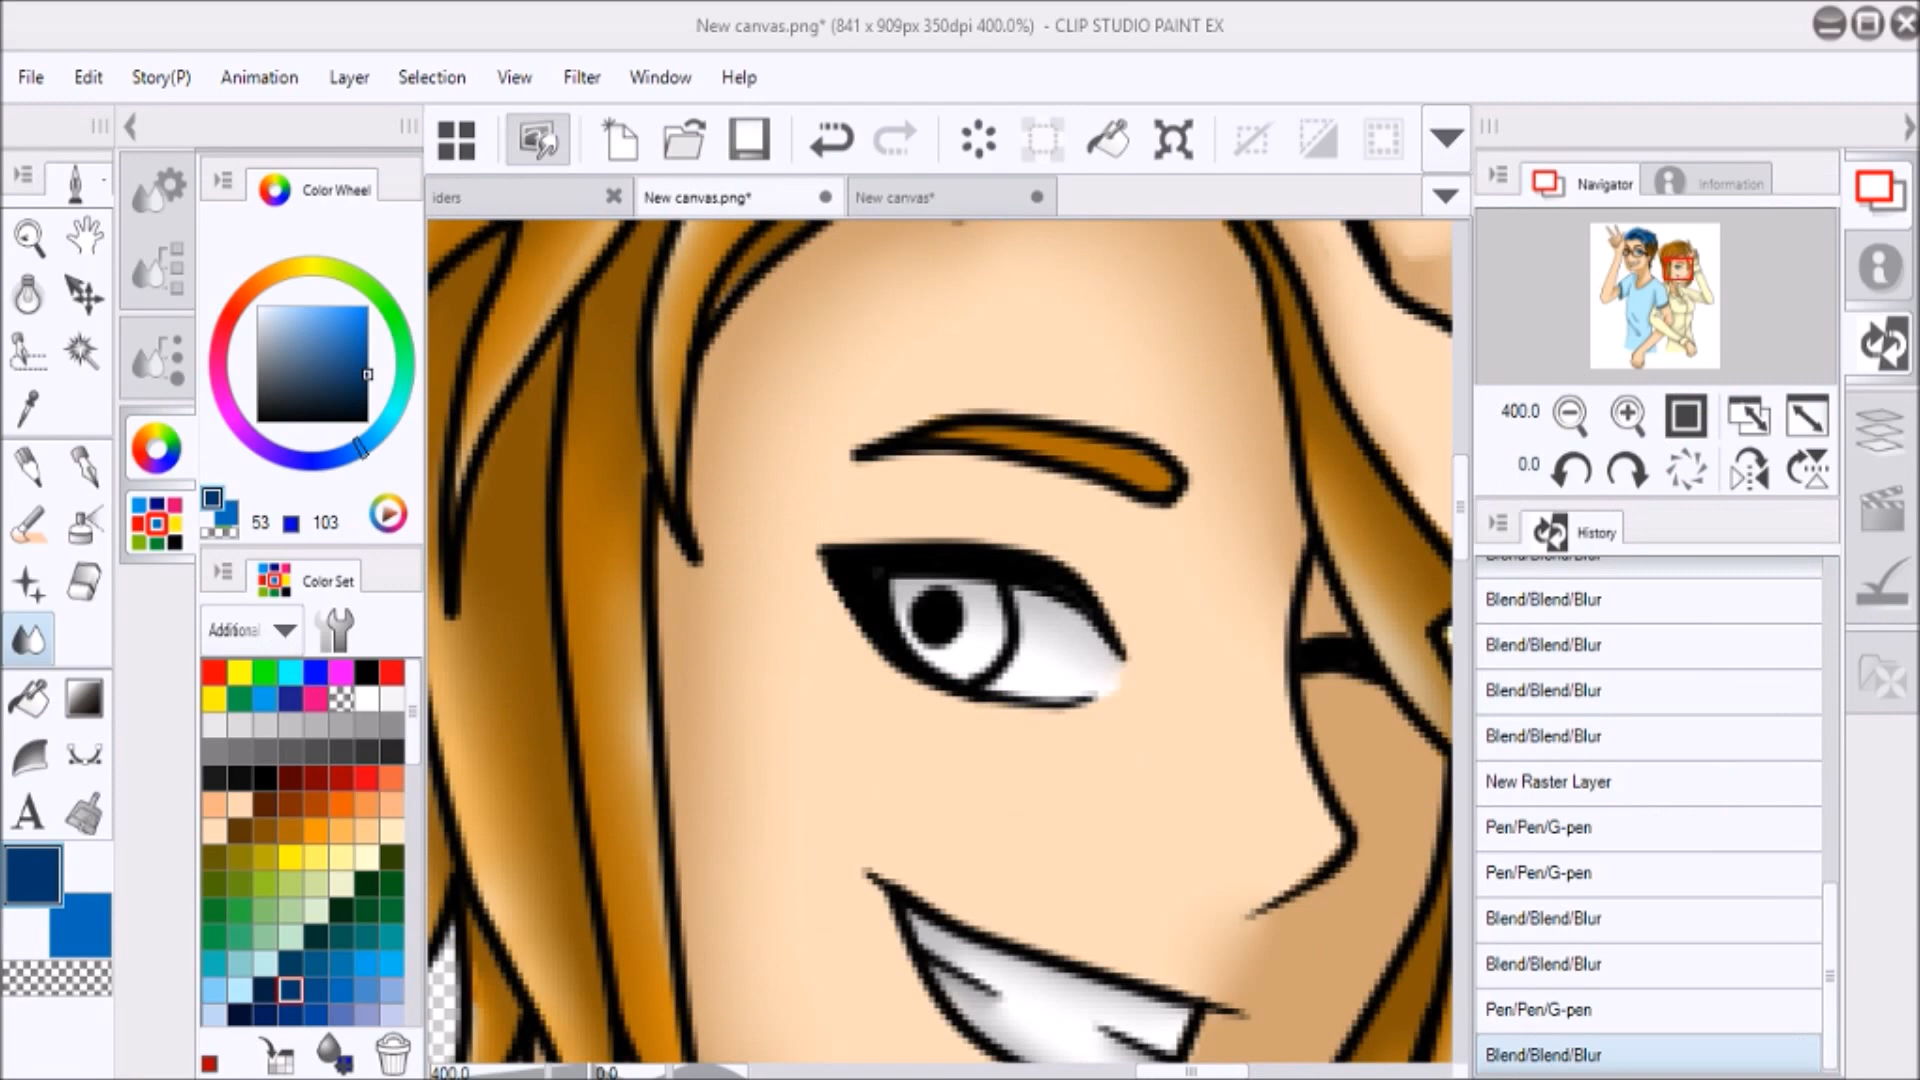 New canvas.png* (841 x 909px 350dpi 400.0%) - CLIP STUDIO PAINT EX
File Edit Story(P) Animation Layer Selection View Filter Window Help
Color Wheel
iders New canvas.png* New canvas*
Navigator Information
400.0
0.0
53 103
History
Color Set
Blend/Blend/Blur
Blend/Blend/Blur
Additional
Blend/Blend/Blur
Blend/Blend/Blur
Blend/Blend/Blur
New Raster Layer
Pen/Pen/G-pen
Pen/Pen/G-pen
Blend/Blend/Blur
Blend/Blend/Blur
Pen/Pen/G-pen
Blend/Blend/Blur
400.0 0.0